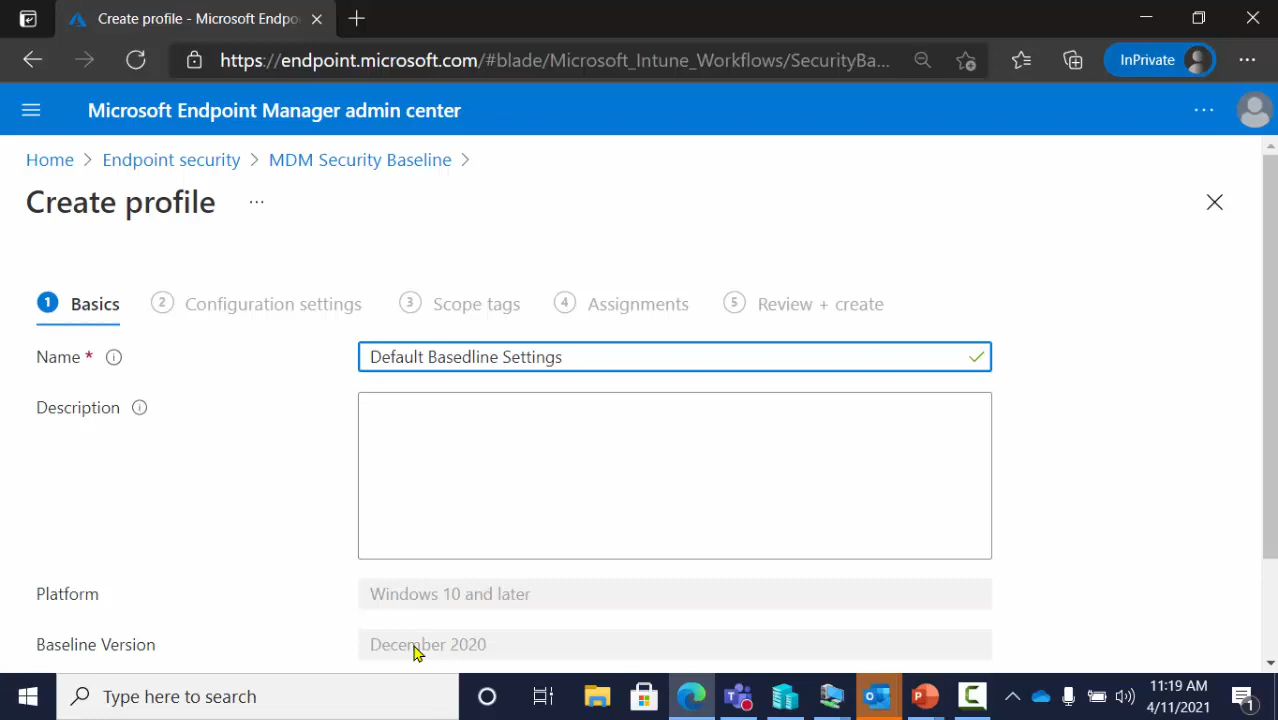 Create profile - Microsoft Endpo
https://endpoint.microsoft.com/#blade/Microsoft_Intune_Workflows/SecurityBa...
InPrivate
Microsoft Endpoint Manager admin center
Home > Endpoint security > MDM Security Baseline >
Create profile
1 Basics 2 Configuration settings 3 Scope tags 4 Assignments 5 Review + create
Name *
Default Basedline Settings
Description
Platform
Windows 10 and later
Baseline Version
December 2020
Type here to search
11:19 AM
4/11/2021
1